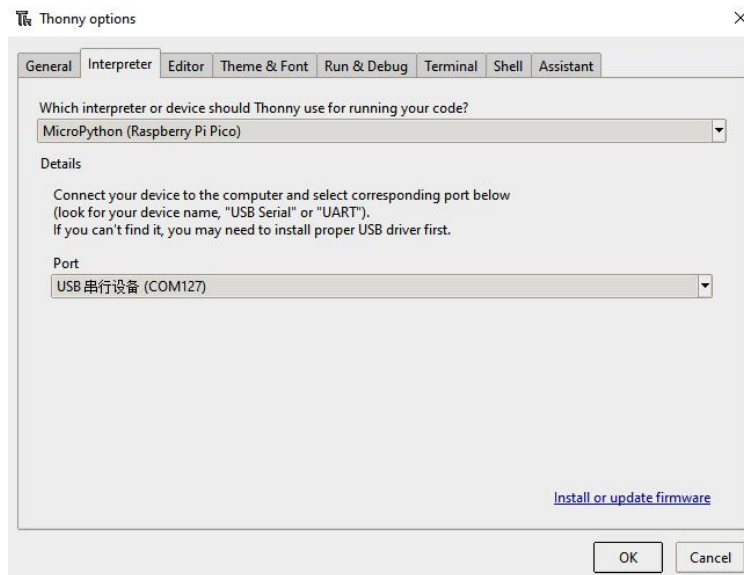 Thonny options
General Interpreter Editor Theme & Font Run & Debug Terminal Shell Assistant
Which interpreter or device should Thonny use for running your code?
MicroPython (Raspberry Pi Pico)
Details
Connect your device to the computer and select corresponding port below
(look for your device name, "USB Serial" or "UART").
If you can't find it, you may need to install proper USB driver first.
Port
USB 串行设备 (COM127)
Install or update firmware
OK Cancel